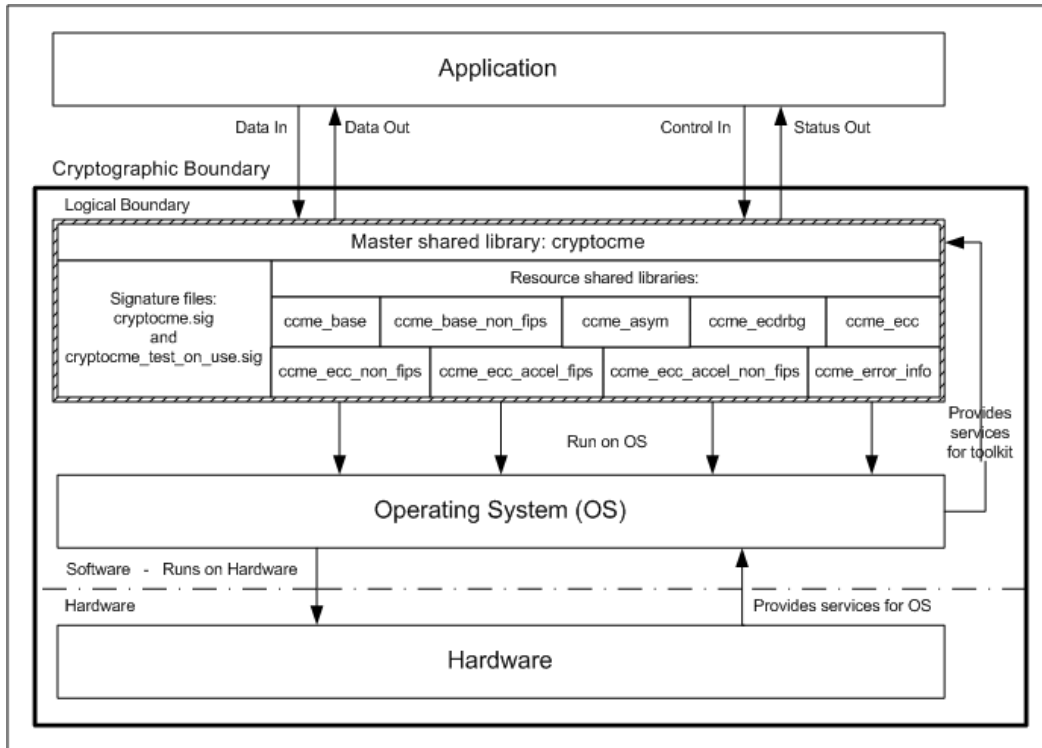 Application
Data In
Data Out
Control In
Status Out
Cryptographic Boundary
Logical Boundary
Master shared library: cryptocme
Signature files:
cryptocme.sig
and
cryptocme_test_on_use.sig
Resource shared libraries:
ccme_base
ccme_base_non_fips
ccme_asym
ccme_ecdrbg
ccme_ecc
ccme_ecc_non_fips
ccme_ecc_accel_fips
ccme_ecc_accel_non_fips
ccme_error_info
Run on OS
Provides
services
for toolkit
Operating System (OS)
Software - Runs on Hardware
Hardware
Provides services for OS
Hardware